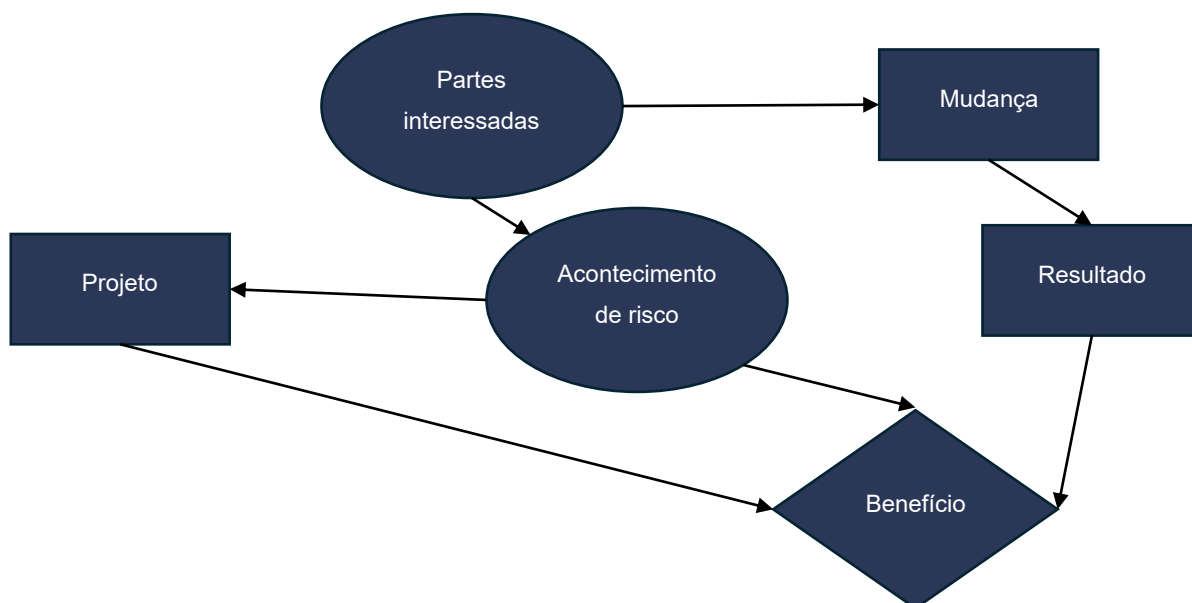 Partes
interessadas
Mudança
Acontecimento
de risco
Projeto
Resultado
Benefício